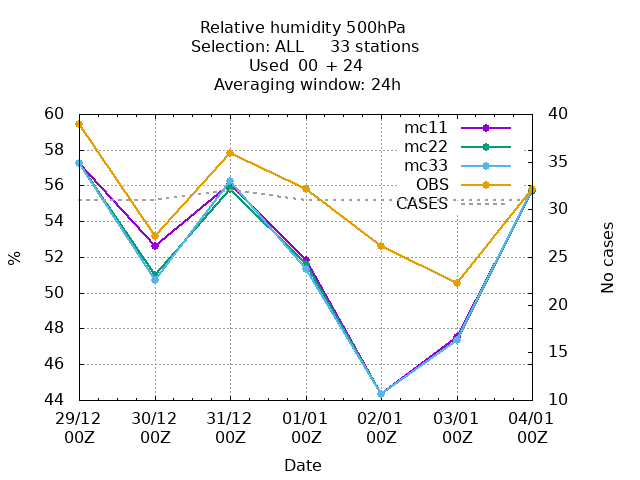 Relative humidity 500hPa
Selection: ALL 33 stations
Used 00 + 24
Averaging window: 24h
60
58
56
54
52
50
48
46
44
%
40
35
30
25
20
15
10
No cases
mc11
mc22
mc33
OBS
CASES
29/12 30/12 31/12 01/01 02/01 03/01 04/01
00Z 00Z 00Z 00Z 00Z 00Z 00Z
Date